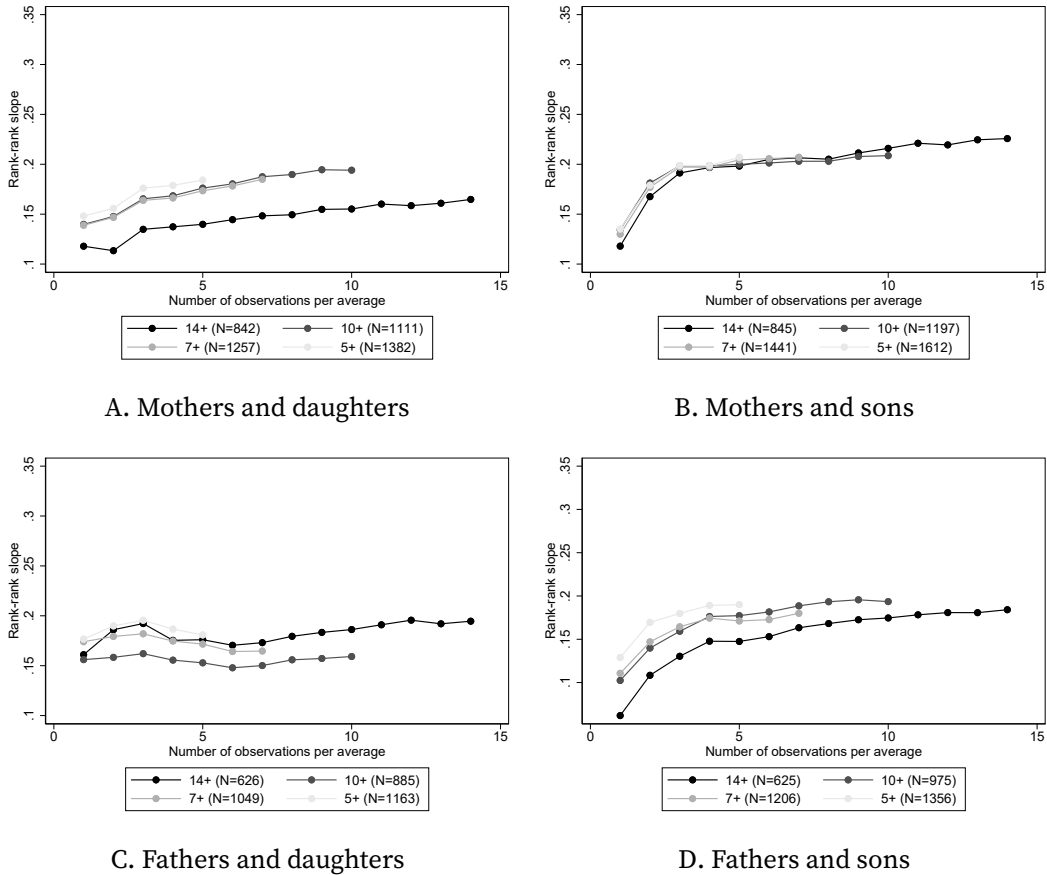 .35
.3
.25
.2
.15
.1
Rank-rank slope
0 5 10 15
Number of observations per average
14+ (N=842) 10+ (N=1111)
7+ (N=1257) 5+ (N=1382)
A. Mothers and daughters
.35
.3
.25
.2
.15
.1
Rank-rank slope
0 5 10 15
Number of observations per average
14+ (N=845) 10+ (N=1197)
7+ (N=1441) 5+ (N=1612)
B. Mothers and sons
.35
.3
.25
.2
.15
.1
Rank-rank slope
0 5 10 15
Number of observations per average
14+ (N=626) 10+ (N=885)
7+ (N=1049) 5+ (N=1163)
C. Fathers and daughters
.35
.3
.25
.2
.15
.1
Rank-rank slope
0 5 10 15
Number of observations per average
14+ (N=625) 10+ (N=975)
7+ (N=1206) 5+ (N=1356)
D. Fathers and sons